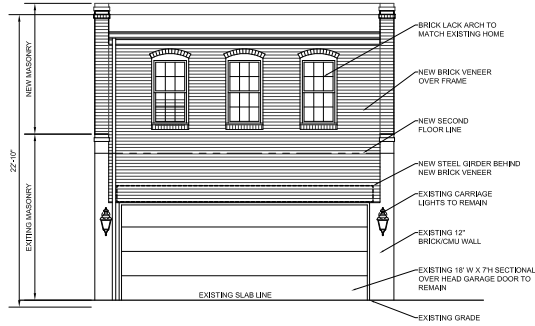 BRICK LACK ARCH TO
MATCH EXISTING HOME
NEW MASONRY
NEW BRICK VENEER
OVER FRAME
NEW SECOND
FLOOR LINE
22'-10"
NEW STEEL GIRDER BEHIND
NEW BRICK VENEER
EXITING MASONRY
EXISTING CARRIAGE
LIGHTS TO REMAIN
EXISTING 12"
BRICK/CMU WALL
EXISTING 18' W X 7'H SECTIONAL
OVER HEAD GARAGE DOOR TO
REMAIN
EXISTING SLAB LINE
EXISTING GRADE